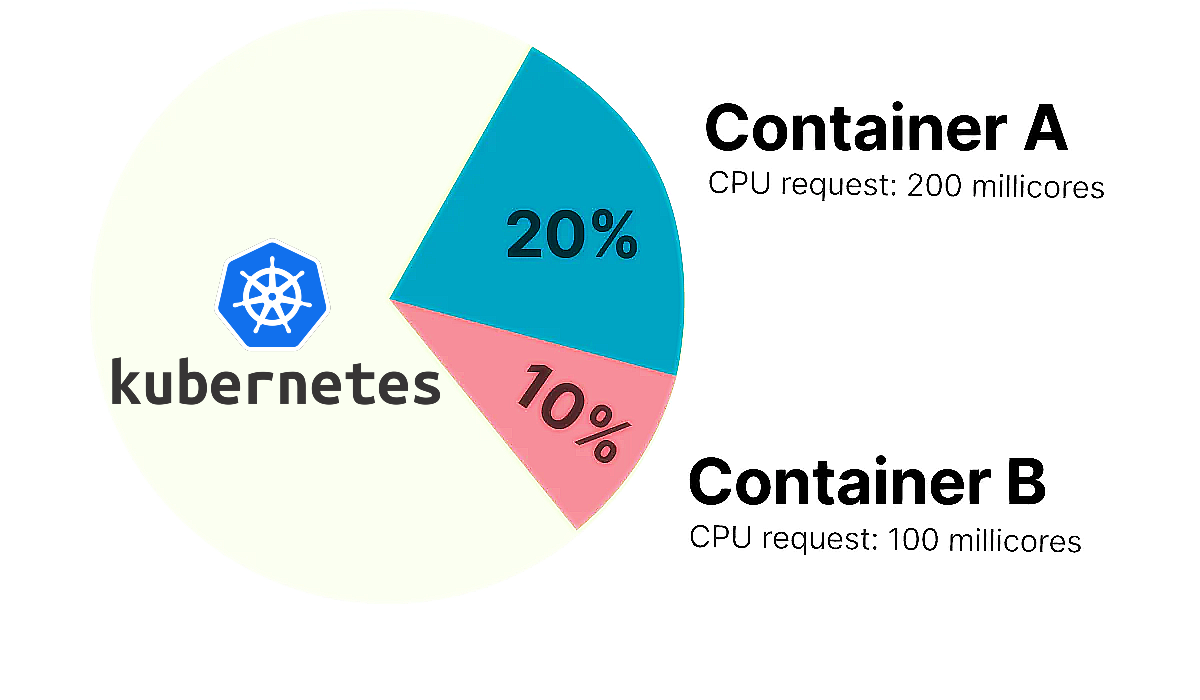 Container A
CPU request: 200 millicores
20%
kubernetes
10%
Container B
CPU request: 100 millicores